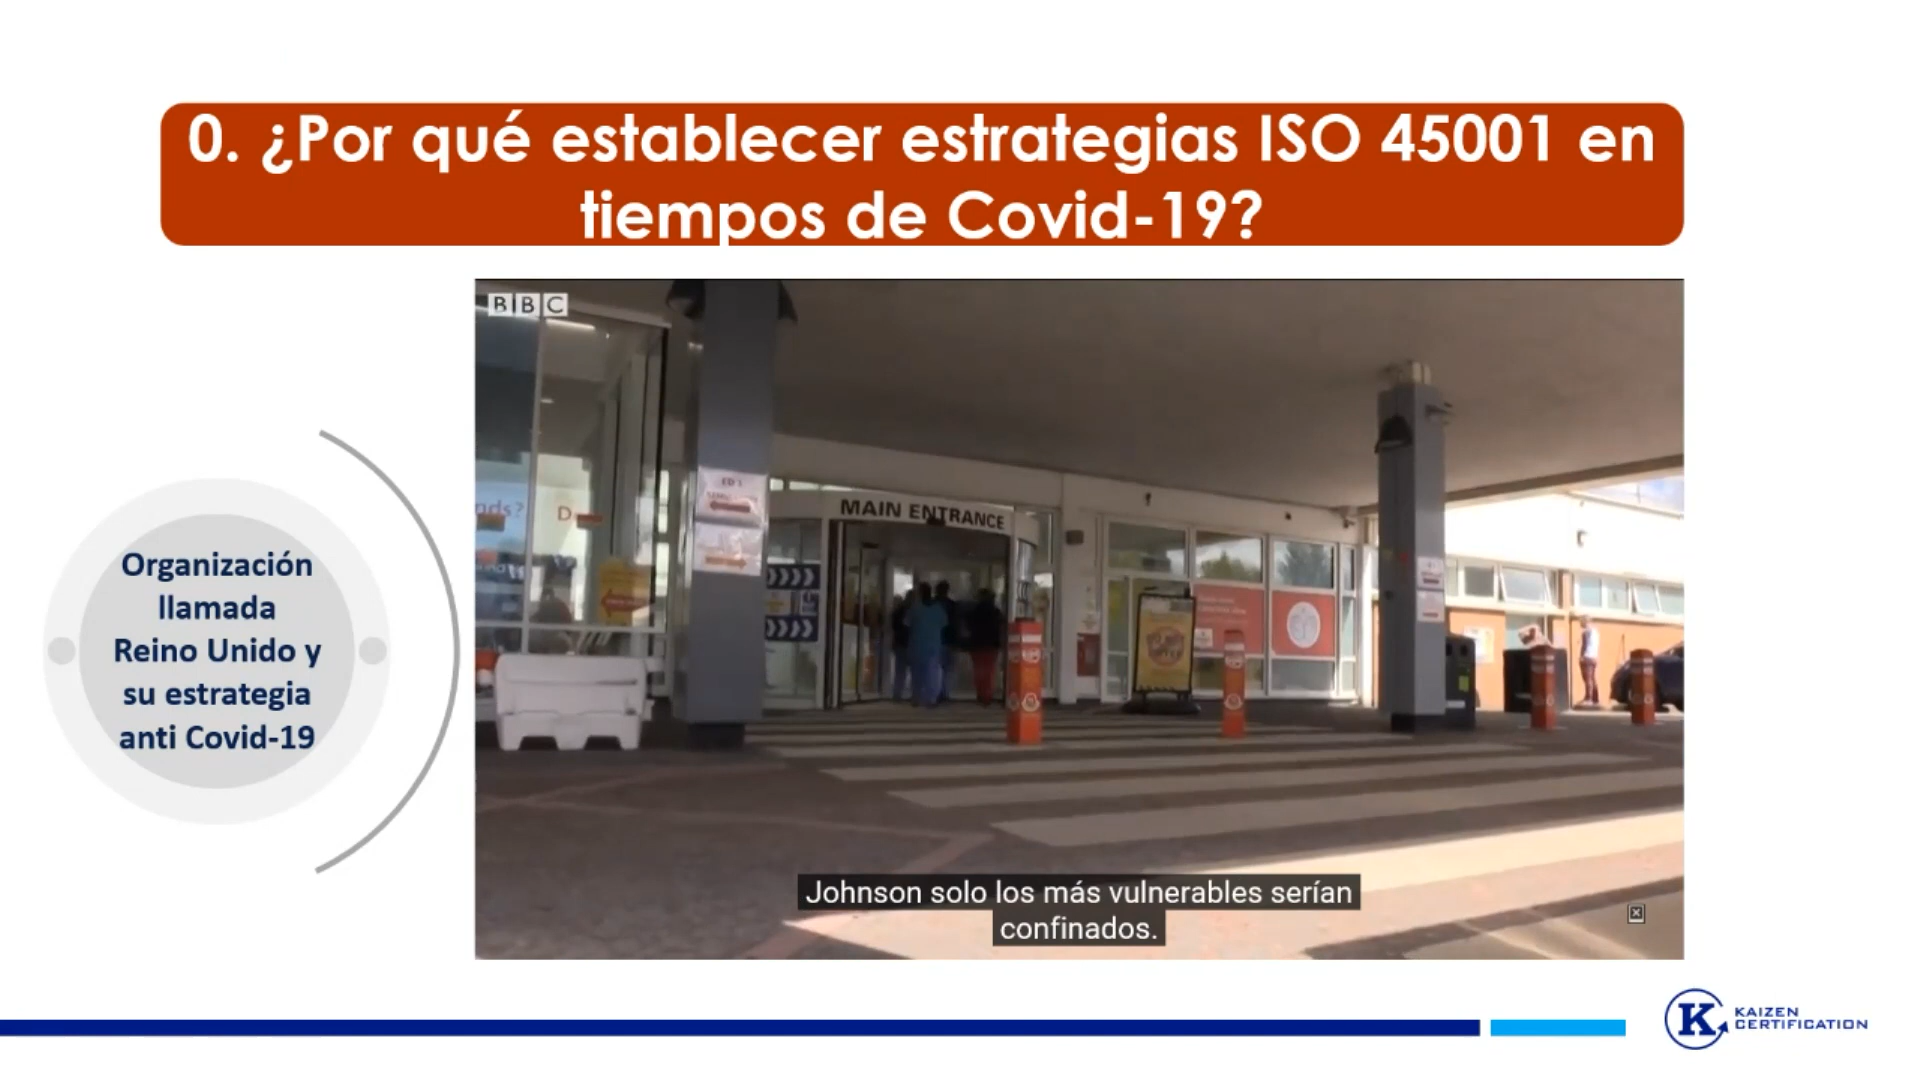 0. ¿Por qué establecer estrategias ISO 45001 en
tiempos de Covid-19?
BBC
MAIN ENTRANCE
Organización
llamada
Reino Unido y
su estrategia
anti Covid-19
Johnson solo los más vulnerables serían
confinados.
K
KAIZEN
CERTIFICATION